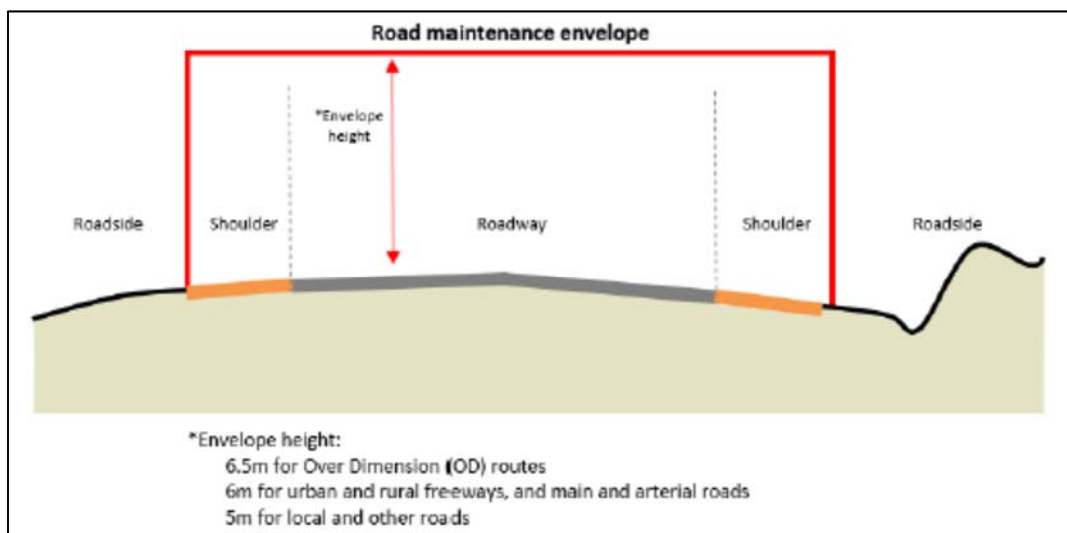 Road maintenance envelope
*Envelope
height
Roadside
Shoulder
Roadway
Shoulder
Roadside
*Envelope height:
6.5m for Over Dimension (OD) routes
6m for urban and rural freeways, and main and arterial roads
5m for local and other roads